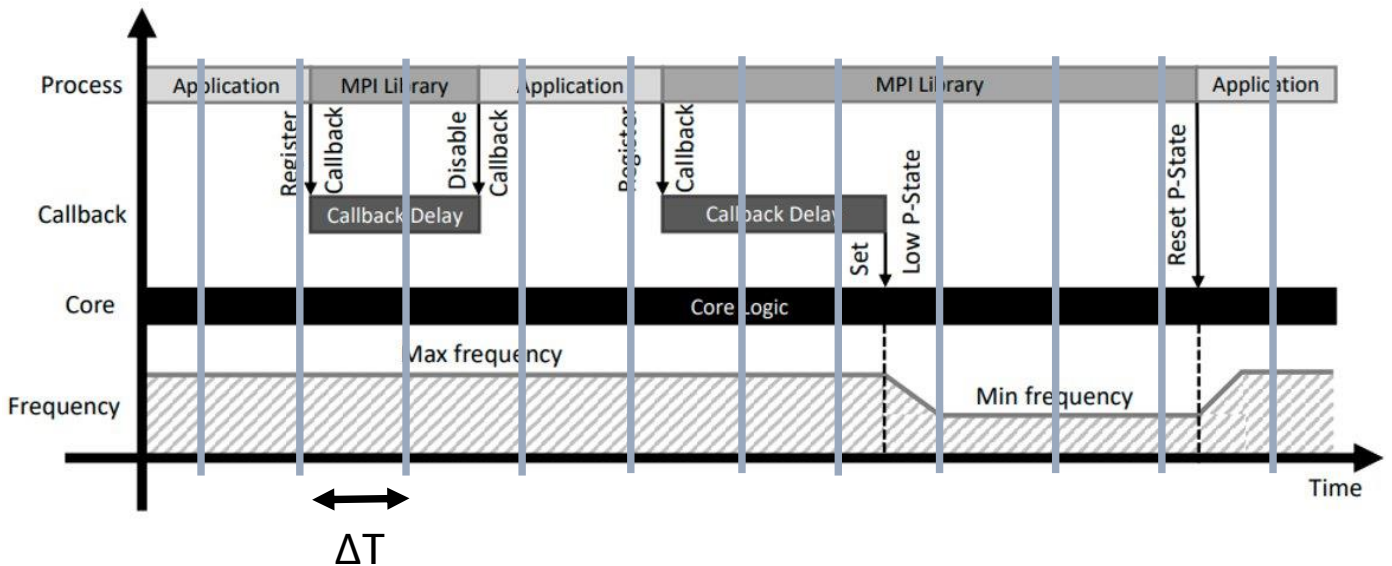 Process
Application
MPI Library
Application
MPI Library
Application
Register
Callback
Disable
Callback
Register
Callback
Callback
Callback Delay
Callback Delay
Set
Low P-State
Reset P-State
Core
Core Logic
Max frequency
Min frequency
Frequency
Time
ΔT